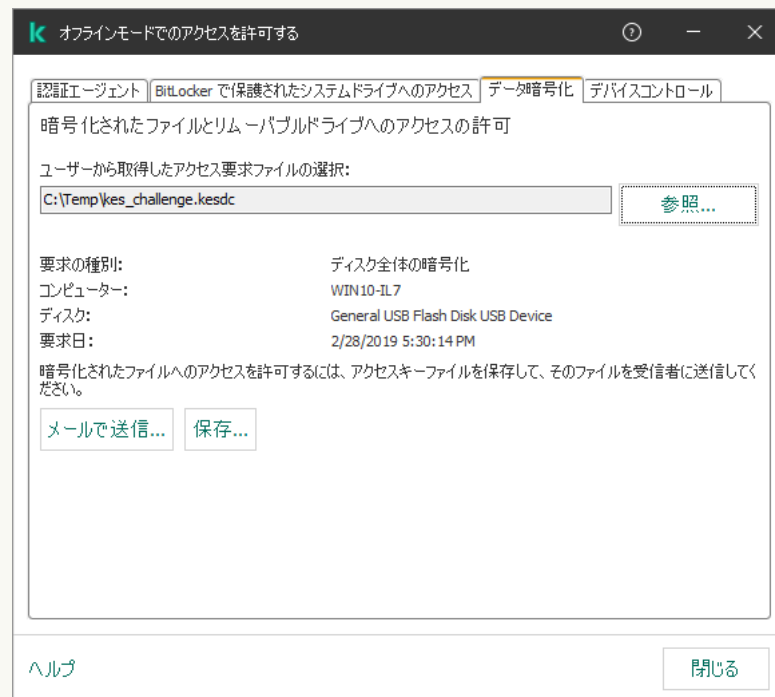 オフラインモードでのアクセスを許可する
認証エージェント BitLocker で保護されたシステムドライブへのアクセス データ暗号化 デバイスコントロール
暗号化されたファイルとリムーバブルドライブへのアクセスの許可
ユーザーから取得したアクセス要求ファイルの選択:
C:\Temp\kes_challenge.kesdc 参照...
要求の種別: ディスク全体の暗号化
コンピューター: WIN10-IL7
ディスク: General USB Flash Disk USB Device
要求日: 2/28/2019 5:30:14 PM
暗号化されたファイルへのアクセスを許可するには、アクセスキーファイルを保存して、そのファイルを受信者に送信してく
ださい。
メールで送信... 保存...
ヘルプ 閉じる